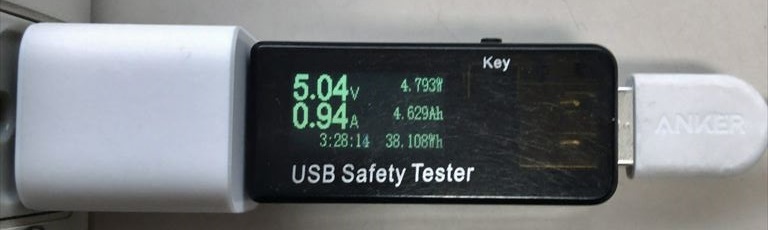 Key
5.04V 4.793W
0.94A 4.629Ah
3:28:14 38.108Wh
USB Safety Tester
ANKER